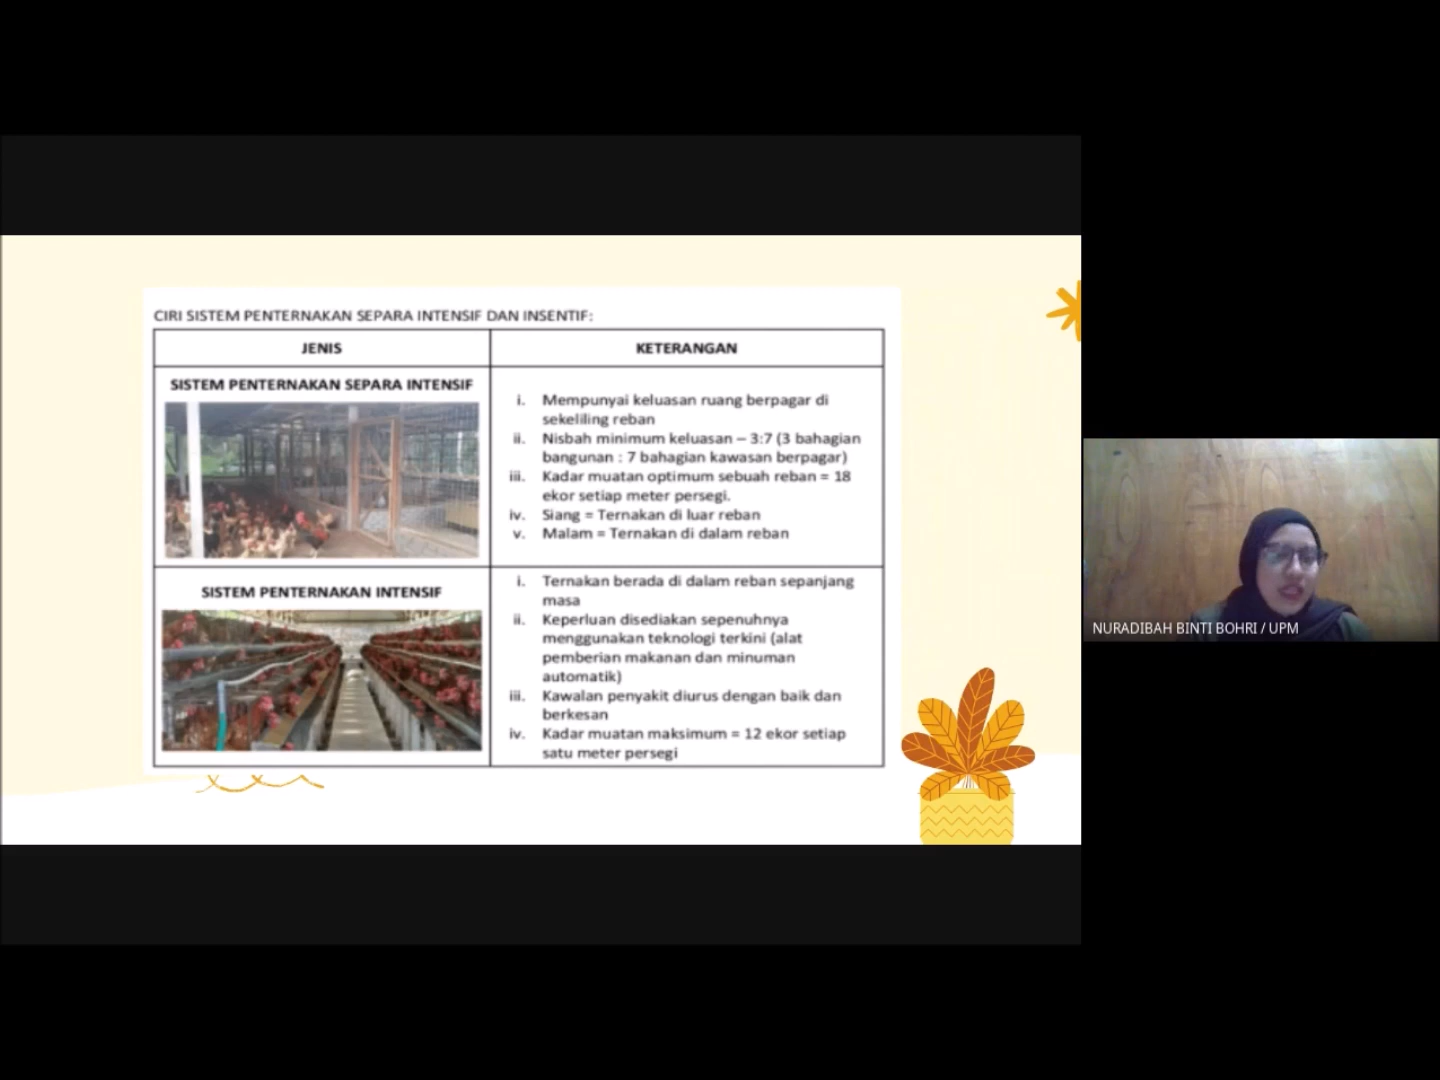 CIRI SISTEM PENTERNAKAN SEPARA INTENSIF DAN INSENTIF:
JENIS
KETERANGAN
SISTEM PENTERNAKAN SEPARA INTENSIF
i. Mempunyai keluasan ruang berpagar di
sekeliling reban
ii. Nisbah minimum keluasan – 3:7 (3 bahagian
bangunan : 7 bahagian kawasan berpagar)
iii. Kadar muatan optimum sebuah reban = 18
ekor setiap meter persegi.
iv. Siang = Ternakan di luar reban
v. Malam = Ternakan di dalam reban
SISTEM PENTERNAKAN INTENSIF
i. Ternakan berada di dalam reban sepanjang
masa
ii. Keperluan disediakan sepenuhnya
menggunakan teknologi terkini (alat
pemberian makanan dan minuman
automatik)
iii. Kawalan penyakit diurus dengan baik dan
berkesan
iv. Kadar muatan maksimum = 12 ekor setiap
satu meter persegi
NURADIBAH BINTI BOHRI / UPM